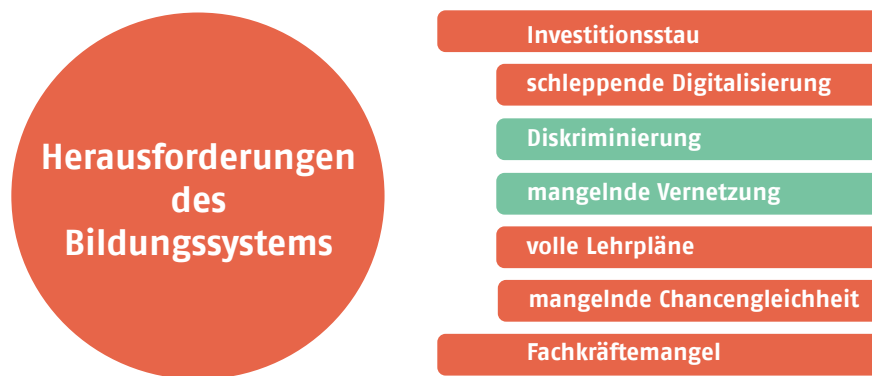 Herausforderungen
des
Bildungssystems
Investitionsstau
schleppende Digitalisierung
Diskriminierung
mangelnde Vernetzung
volle Lehrpläne
mangelnde Chancengleichheit
Fachkräftemangel